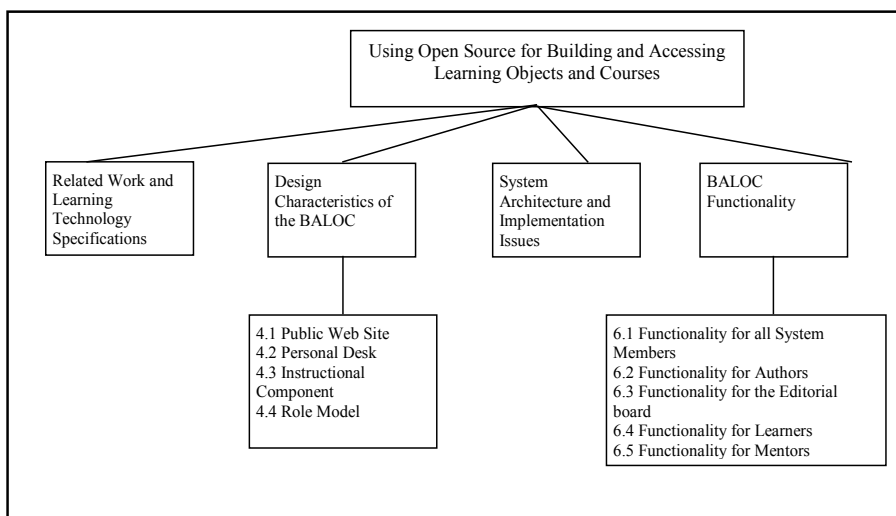 Using Open Source for Building and Accessing
Learning Objects and Courses
Related Work and
Learning
Technology
Specifications
Design
Characteristics of
the BALOC
System
Architecture and
Implementation
Issues
BALOC
Functionality
4.1 Public Web Site
4.2 Personal Desk
4.3 Instructional
Component
4.4 Role Model
6.1 Functionality for all System
Members
6.2 Functionality for Authors
6.3 Functionality for the Editorial
board
6.4 Functionality for Learners
6.5 Functionality for Mentors